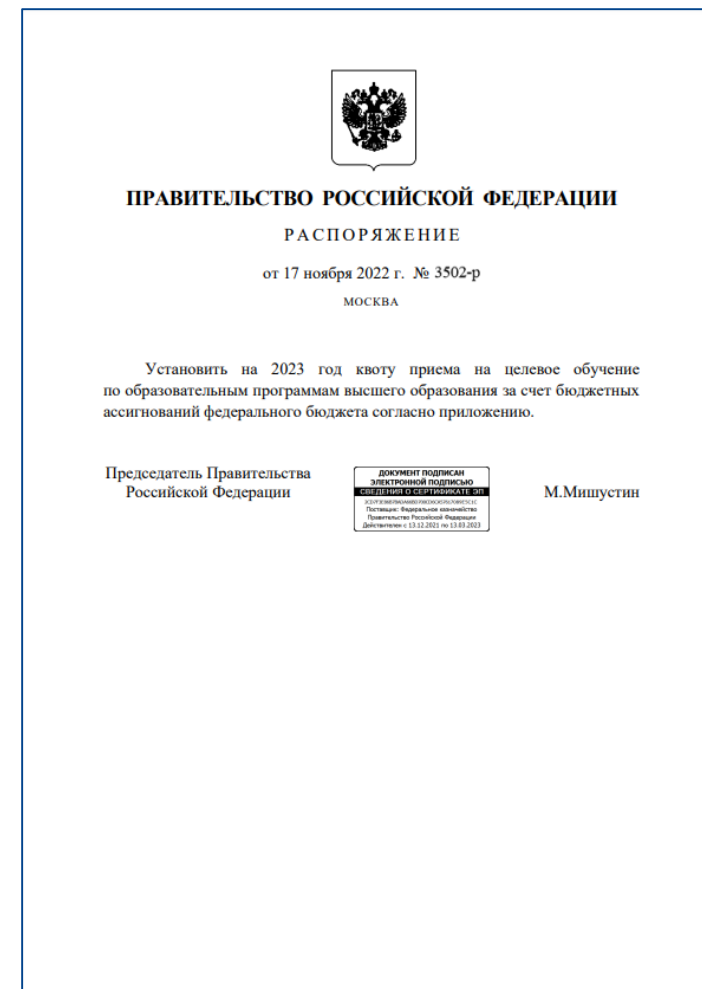 ПРАВИТЕЛЬСТВО РОССИЙСКОЙ ФЕДЕРАЦИИ
РАСПОРЯЖЕНИЕ
от 17 ноября 2022 г. № 3502-р
МОСКВА
Установить на 2023 год квоту приема на целевое обучение
по образовательным программам высшего образования за счет бюджетных
ассигнований федерального бюджета согласно приложению.
Председатель Правительства
Российской Федерации
ДОКУМЕНТ ПОДПИСАН
ЭЛЕКТРОННОЙ ПОДПИСЬЮ
СВЕДЕНИЯ О СЕРТИФИКАТЕ ЭП
Поставщик: Федеральное казначейство
Правительство Российской Федерации
Действителен с 13.12.2021 по 13.03.2023
М.Мишустин